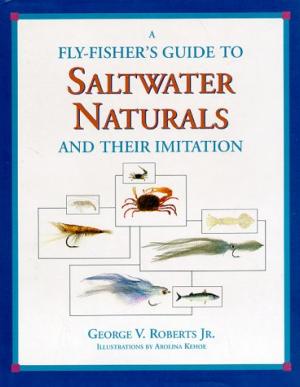 A
FLY-FISHER'S GUIDE TO
SALTWATER
NATURALS
AND THEIR IMITATION
GEORGE V. ROBERTS JR.
ILLUSTRATIONS BY AROLINA KEHOE